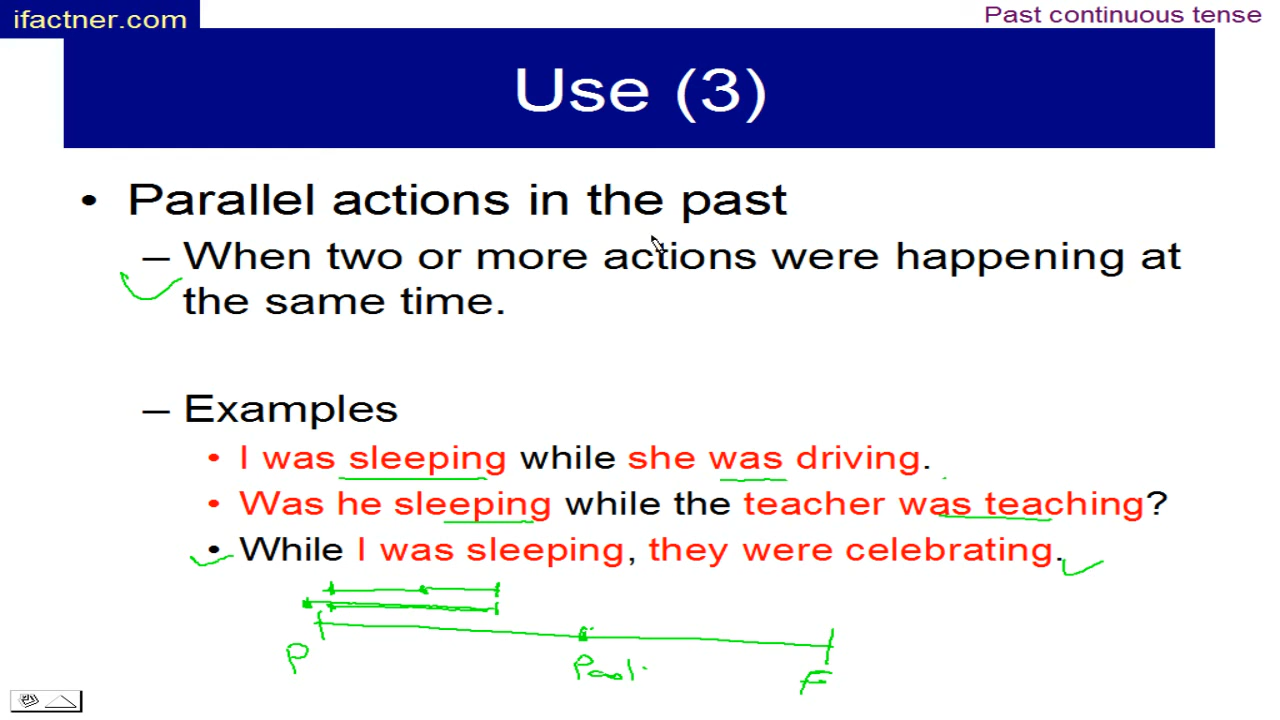 ifactner.com
Past continuous tense
Use (3)
• Parallel actions in the past
– When two or more actions were happening at
the same time.
– Examples
• I was sleeping while she was driving.
• Was he sleeping while the teacher was teaching?
• While I was sleeping, they were celebrating.
P
F